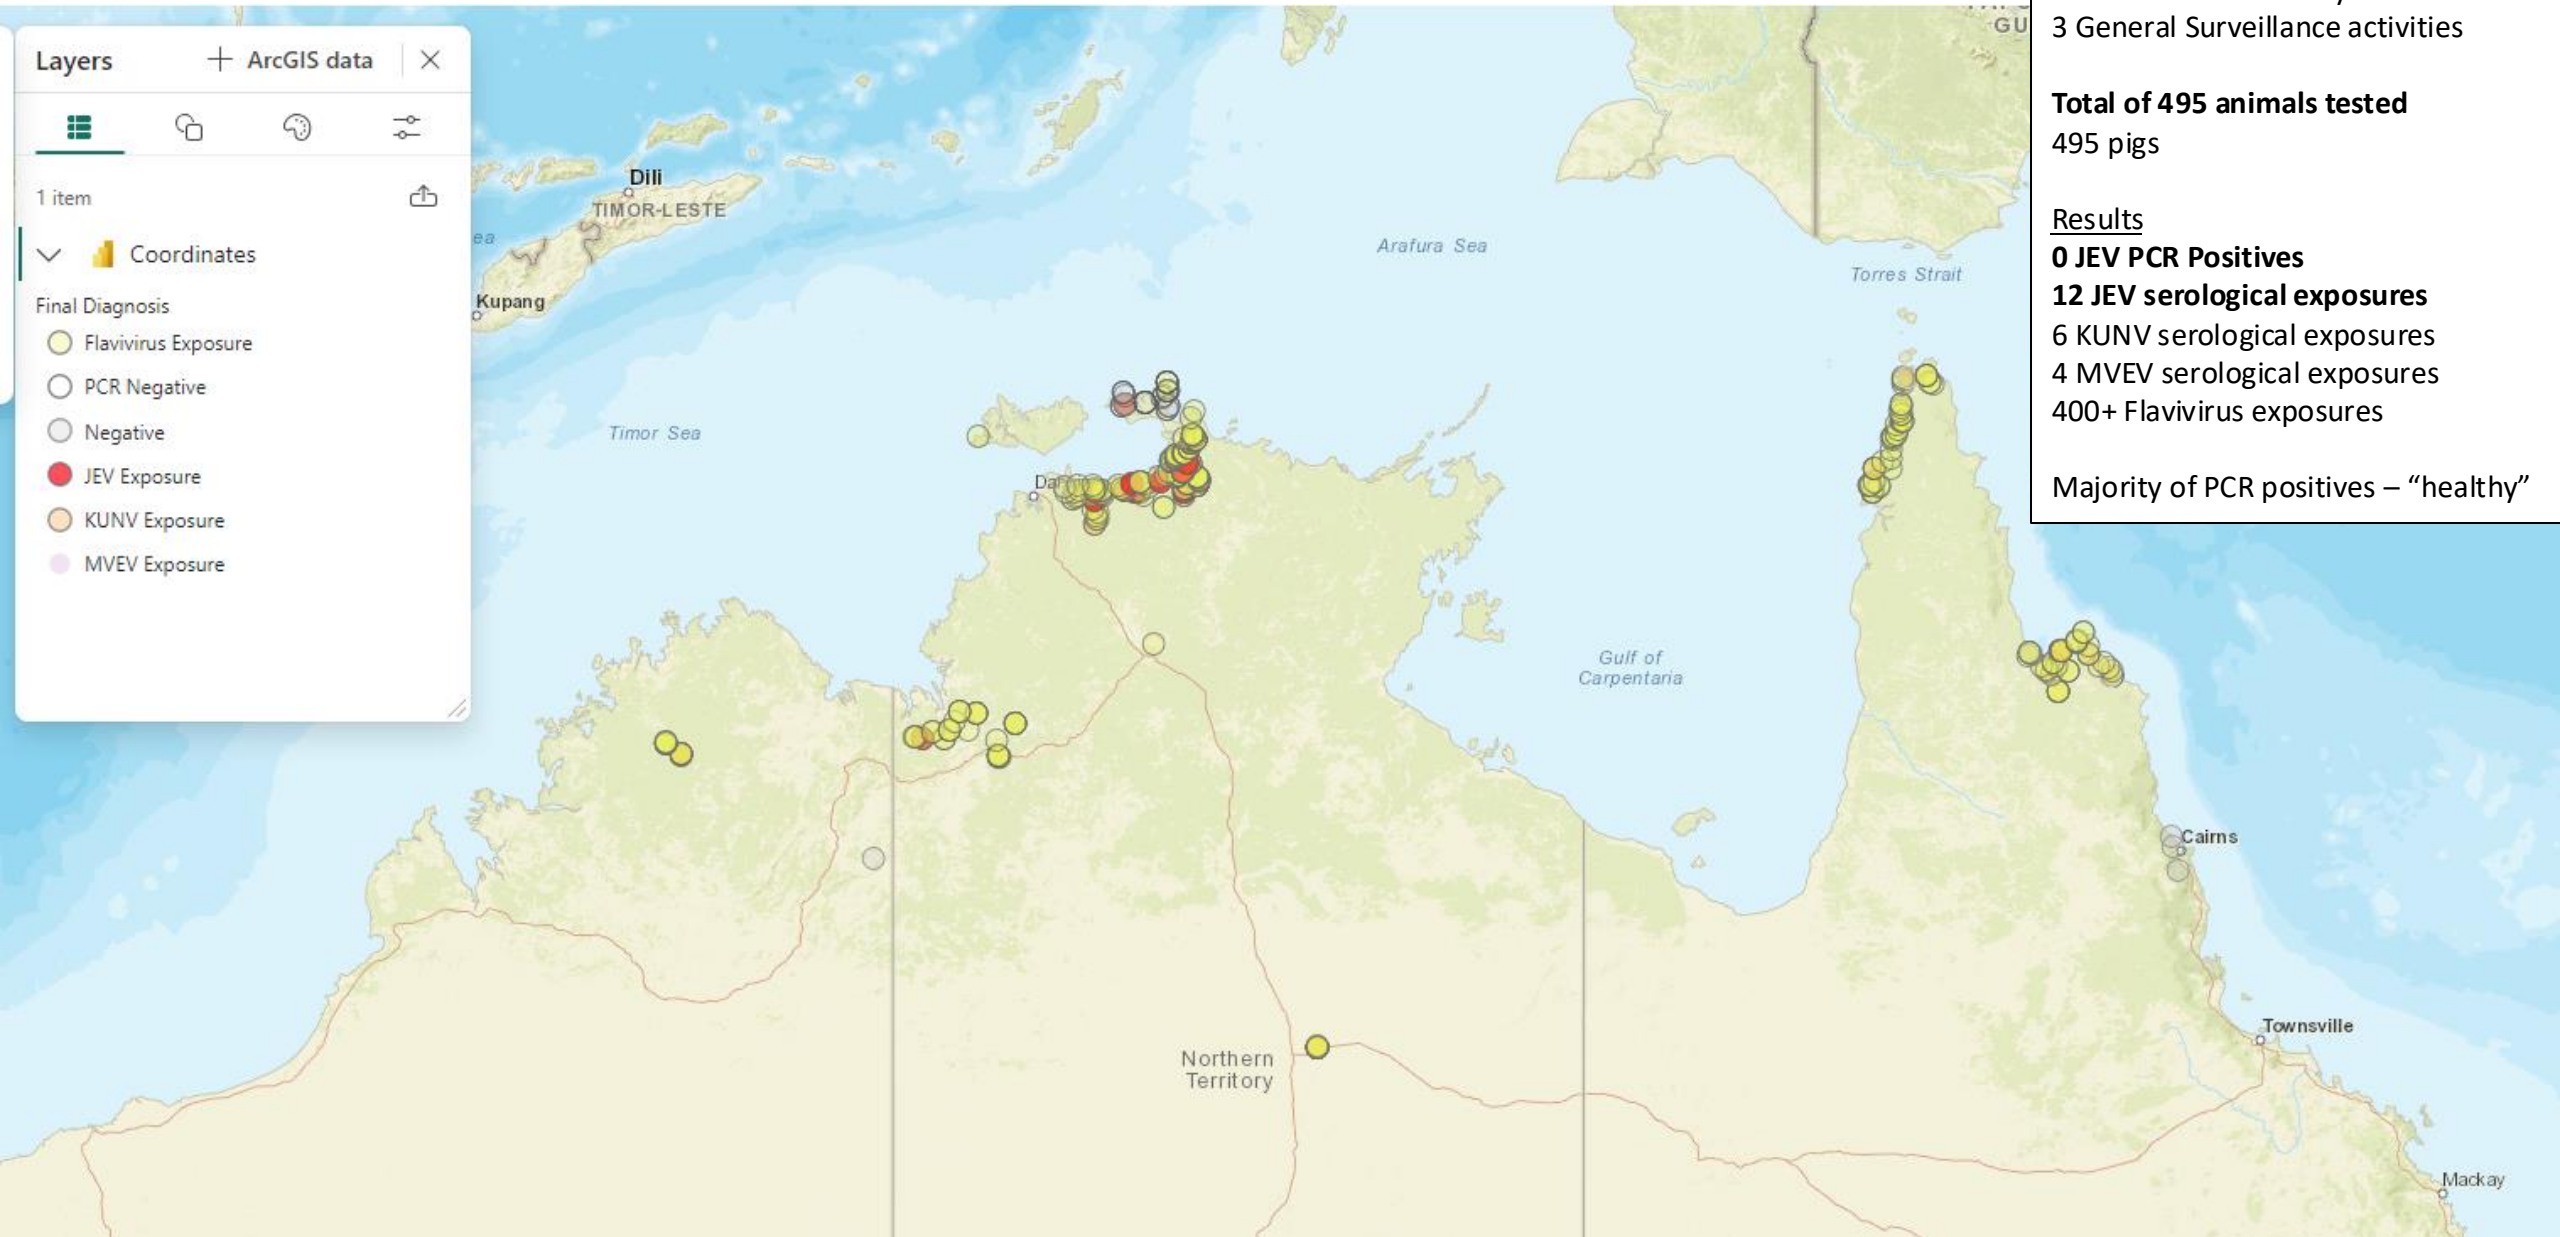 Layers
+ ArcGIS data
1 item
Coordinates
Final Diagnosis
Flavivirus Exposure
PCR Negative
Negative
JEV Exposure
KUNV Exposure
MVEV Exposure
3 General Surveillance activities
Total of 495 animals tested
495 pigs
Results
0 JEV PCR Positives
12 JEV serological exposures
6 KUNV serological exposures
4 MVEV serological exposures
400+ Flavivirus exposures
Majority of PCR positives – “healthy”
Dili
TIMOR-LESTE
Kupang
Arafura Sea
Torres Strait
Timor Sea
Gulf of
Carpentaria
Cairns
Townsville
Northern
Territory
Mackay